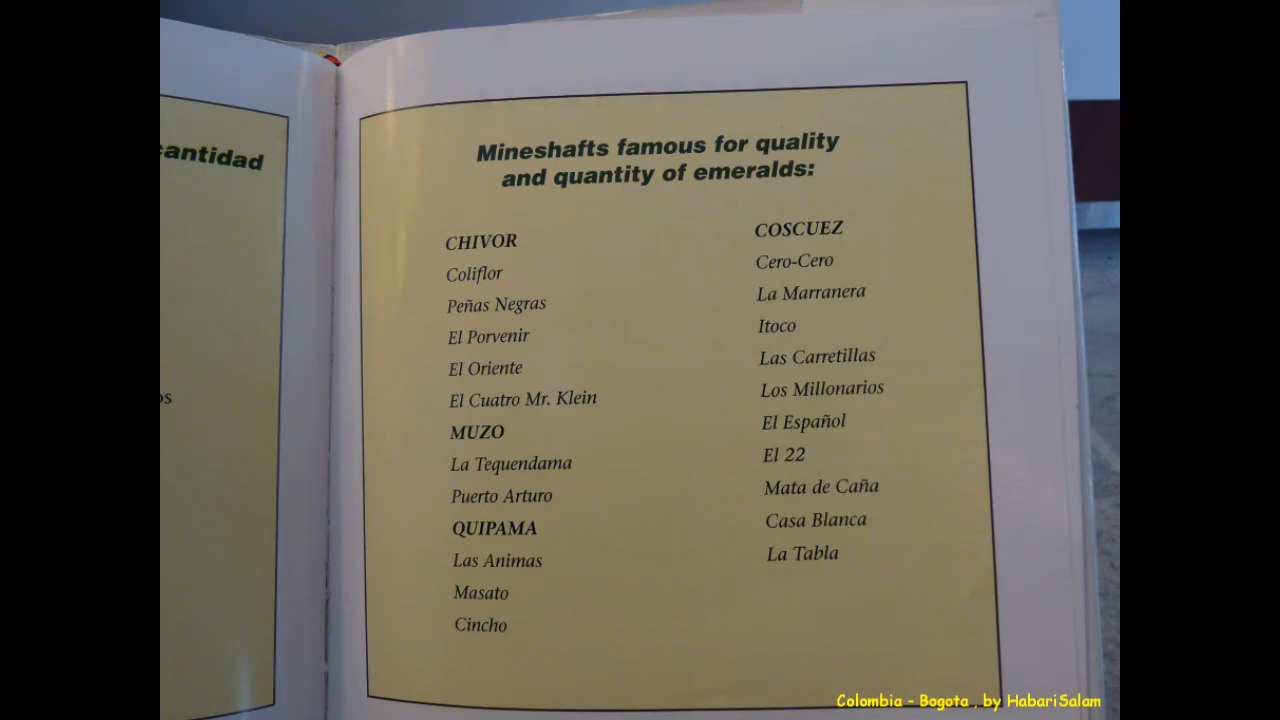 cantidad
os
Mineshafts famous for quality
and quantity of emeralds:
CHIVOR
Coliflor
Peñas Negras
El Porvenir
El Oriente
El Cuatro Mr. Klein
MUZO
La Tequendama
Puerto Arturo
QUIPAMA
Las Animas
Masato
Cincho
COSCUEZ
Cero-Cero
La Marranera
Itoco
Las Carretillas
Los Millonarios
El Español
El 22
Mata de Caña
Casa Blanca
La Tabla
Colombia - Bogota , by HabariSalam